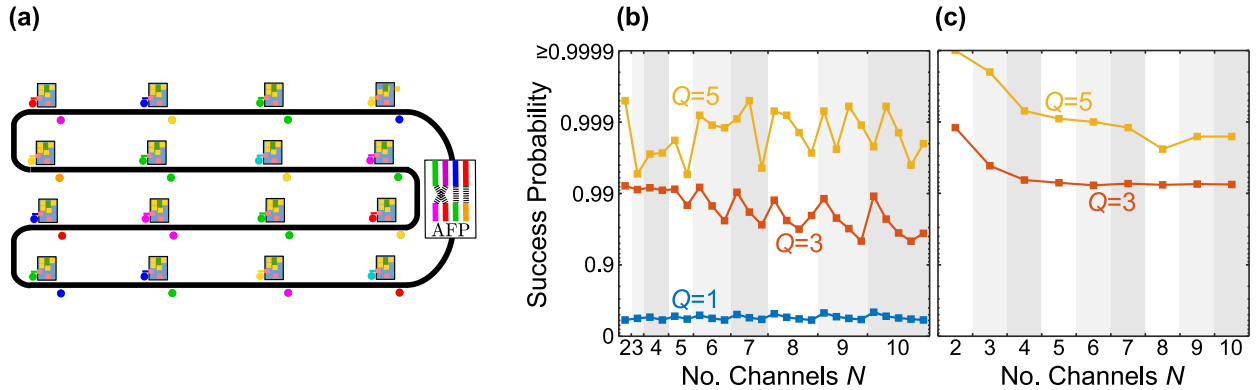 (a)
AFP
(b)
Success Probability
≥0.9999
0.999
0.99
0.9
0
Q=5
Q=3
Q=1
2 3 4 5 6 7 8 9 10
No. Channels N
(c)
Q=5
Q=3
2 3 4 5 6 7 8 9 10
No. Channels N